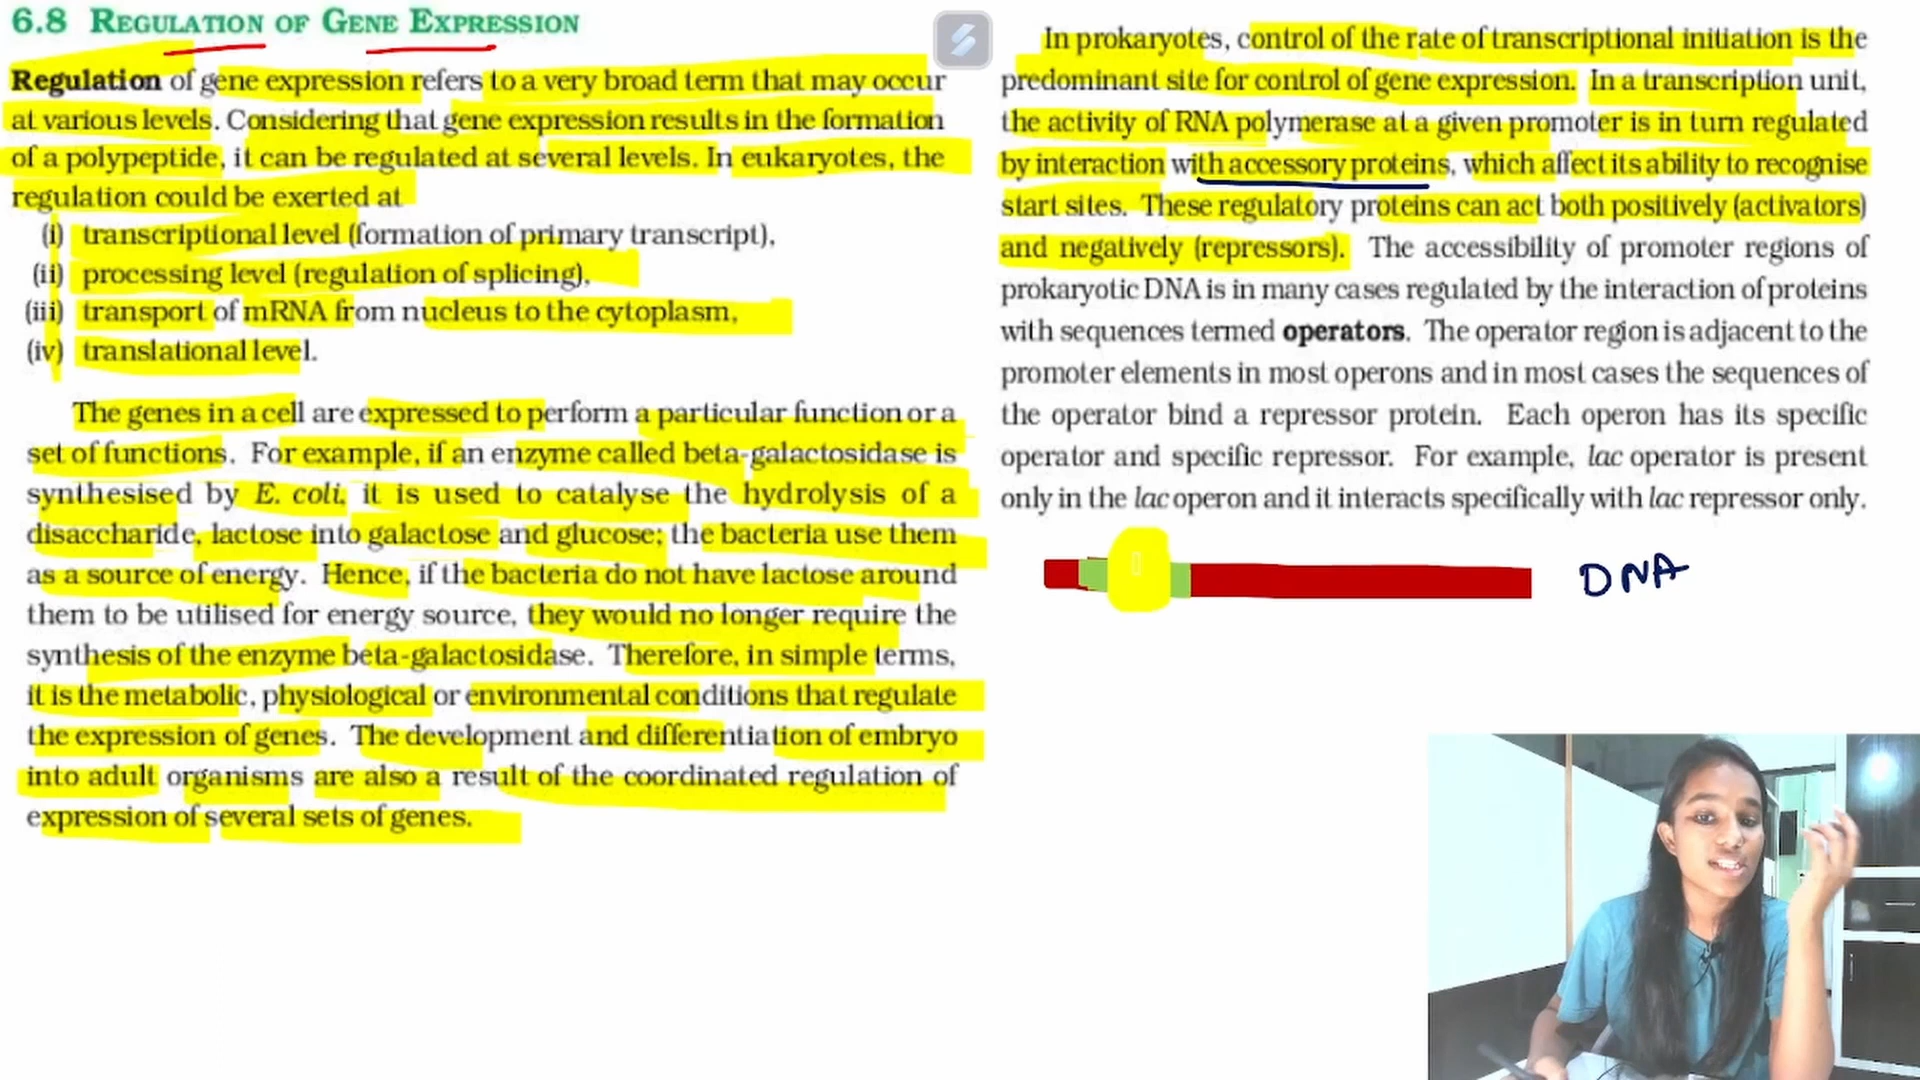 6.8 REGULATION OF GENE EXPRESSION
Regulation of gene expression refers to a very broad term that may occur
at various levels. Considering that gene expression results in the formation
of a polypeptide, it can be regulated at several levels. In eukaryotes, the
regulation could be exerted at
(i) transcriptional level (formation of primary transcript),
(ii) processing level (regulation of splicing),
(iii) transport of mRNA from nucleus to the cytoplasm,
(iv) translational level.
The genes in a cell are expressed to perform a particular function or a
set of functions. For example, if an enzyme called beta-galactosidase is
synthesised by E. coli, it is used to catalyse the hydrolysis of a
disaccharide, lactose into galactose and glucose; the bacteria use them
as a source of energy. Hence, if the bacteria do not have lactose around
them to be utilised for energy source, they would no longer require the
synthesis of the enzyme beta-galactosidase. Therefore, in simple terms,
it is the metabolic, physiological or environmental conditions that regulate
the expression of genes. The development and differentiation of embryo
into adult organisms are also a result of the coordinated regulation of
expression of several sets of genes.
In prokaryotes, control of the rate of transcriptional initiation is the
predominant site for control of gene expression. In a transcription unit,
the activity of RNA polymerase at a given promoter is in turn regulated
by interaction with accessory proteins, which affect its ability to recognise
start sites. These regulatory proteins can act both positively (activators)
and negatively (repressors). The accessibility of promoter regions of
prokaryotic DNA is in many cases regulated by the interaction of proteins
with sequences termed operators. The operator region is adjacent to the
promoter elements in most operons and in most cases the sequences of
the operator bind a repressor protein. Each operon has its specific
operator and specific repressor. For example, lac operator is present
only in the lac operon and it interacts specifically with lac repressor only.
DNA